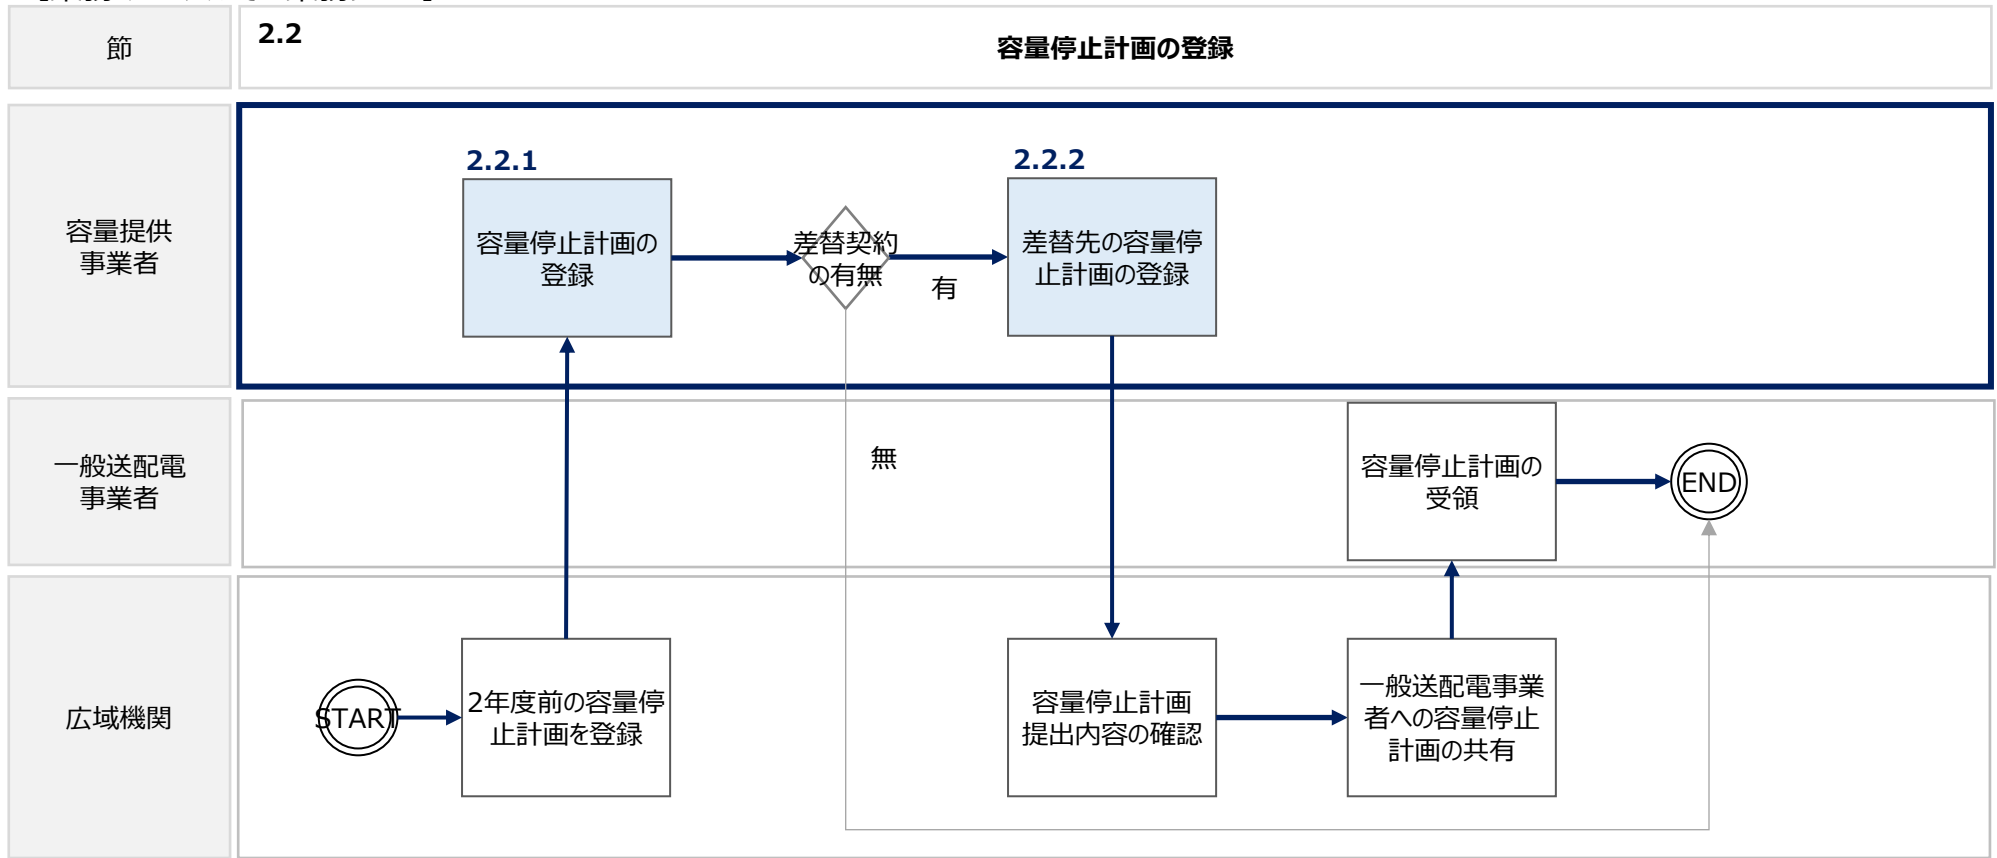 節
2.2
容量停止計画の登録
容量提供
事業者
2.2.1
容量停止計画の
登録
差替契約
の有無
有
2.2.2
差替先の容量停
止計画の登録
一般送配電
事業者
無
容量停止計画の
受領
END
広域機関
START
2年度前の容量停
止計画を登録
容量停止計画
提出内容の確認
一般送配電事業
者への容量停止
計画の共有